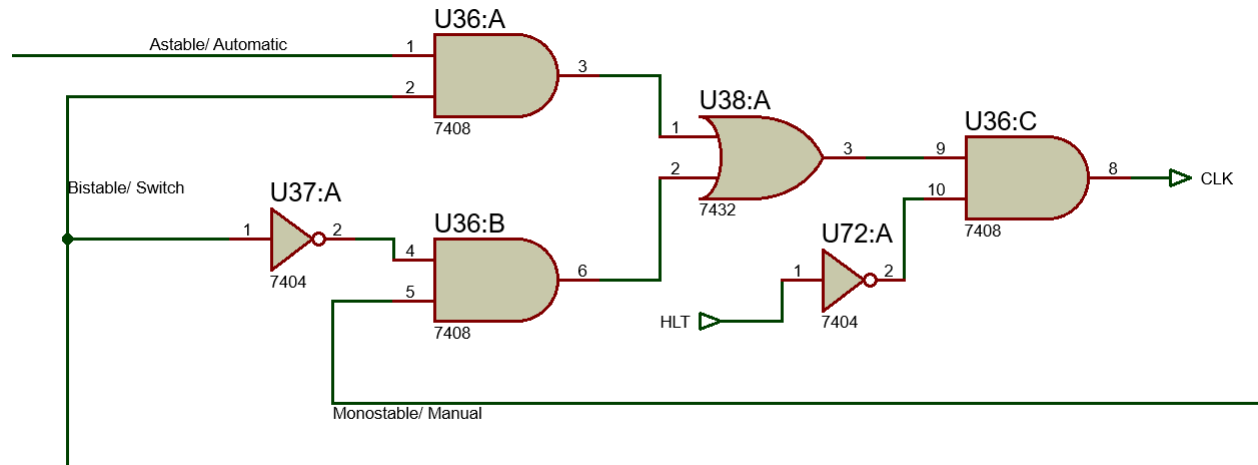 U36:A
Astable/ Automatic
1
2
3
7408
U38:A
1
2
3
7432
U36:C
9
10
8
CLK
7408
Bistable/ Switch
U37:A
1
2
7404
U36:B
4
5
6
7408
U72:A
1
2
7404
HLT
Monostable/ Manual